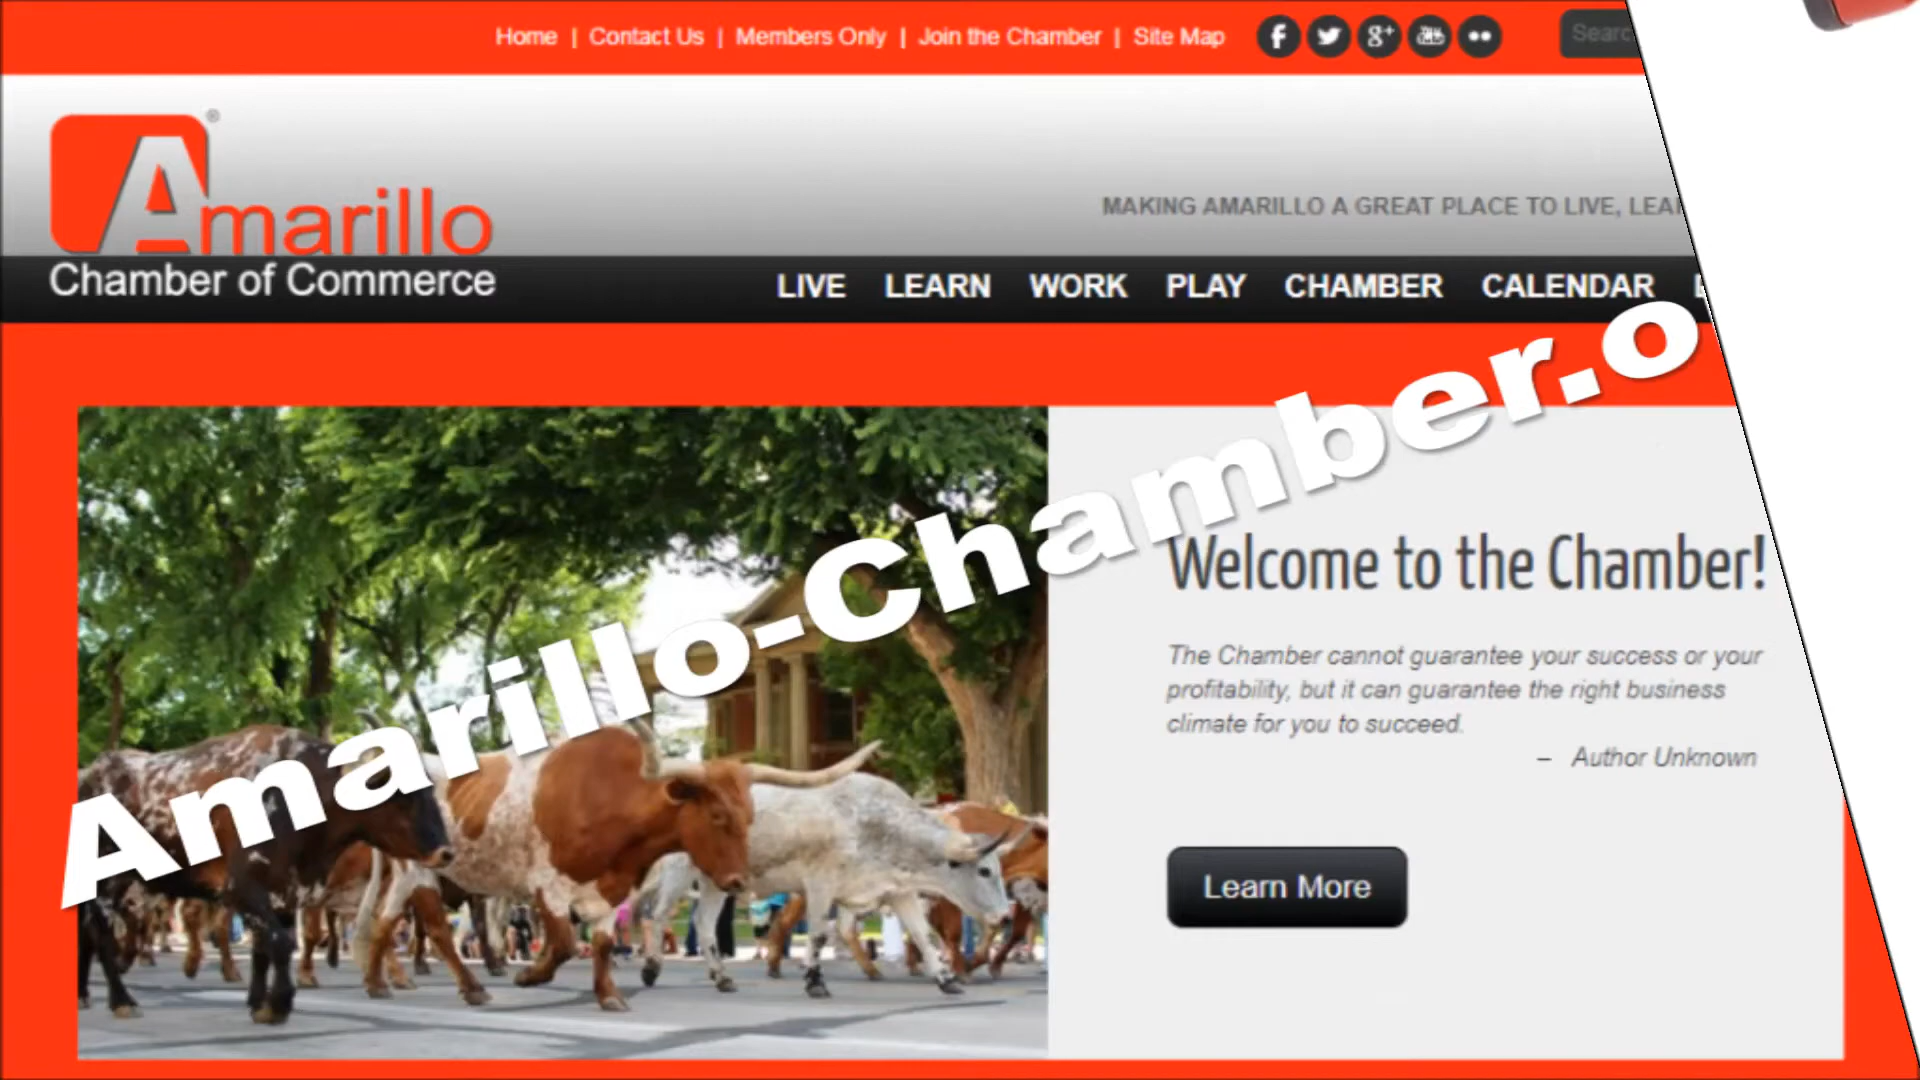 Home | Contact Us | Members Only | Join the Chamber | Site Map
Amarillo®
Chamber of Commerce
MAKING AMARILLO A GREAT PLACE TO LIVE,
LIVE LEARN WORK PLAY CHAMBER CALENDAR
Amarillo-Chamber.o
Welcome to the Chamber!
The Chamber cannot guarantee your success or your
profitability, but it can guarantee the right business
climate for you to succeed.
– Author Unknown
Learn More